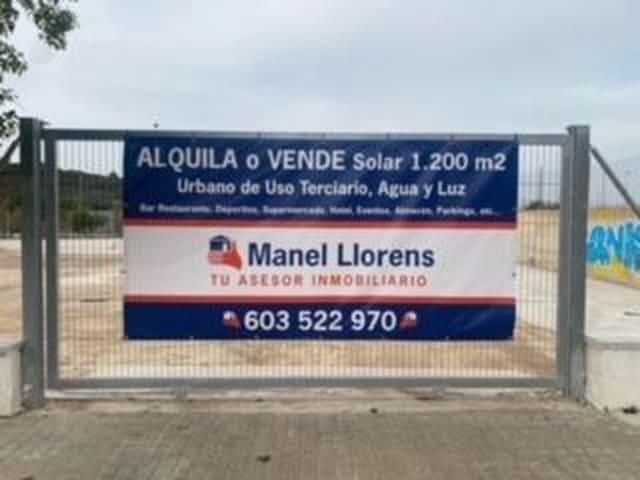 ALQUILA o VENDE Solar 1.200 m2
Urbano de Uso Terciario, Agua y Luz
Bar Restaurante, Deportivo, Supermercado, Hotel, Eventos, Almacén, Parkings, etc...
Manel Llorens
TU ASESOR INMOBILIARIO
603 522 970